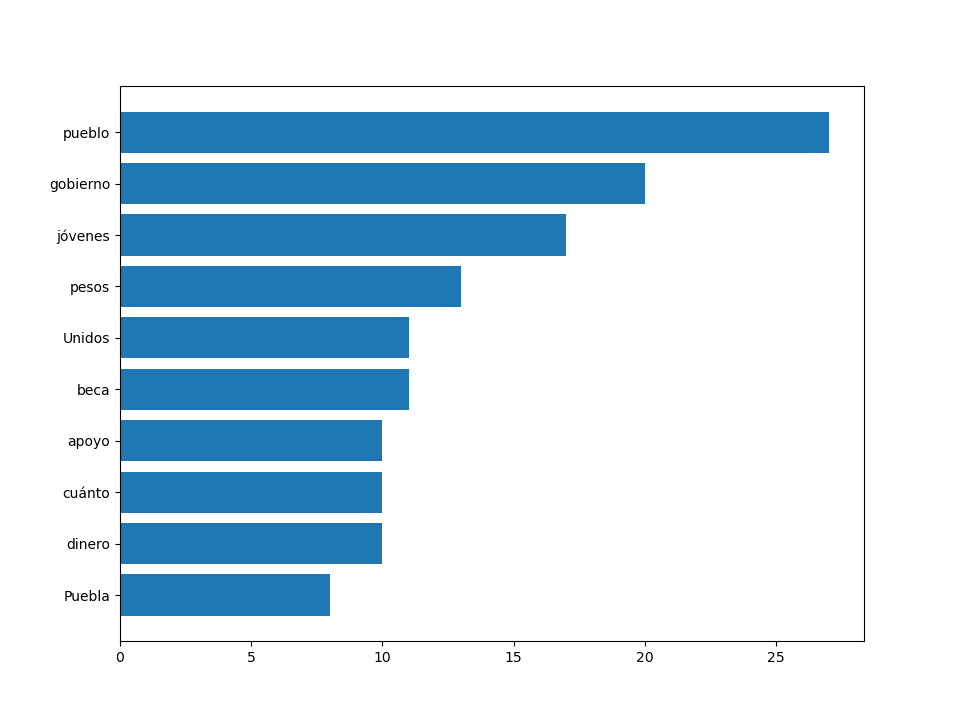 pueblo
gobierno
jóvenes
pesos
Unidos
beca
apoyo
cuánto
dinero
Puebla
0 5 10 15 20 25